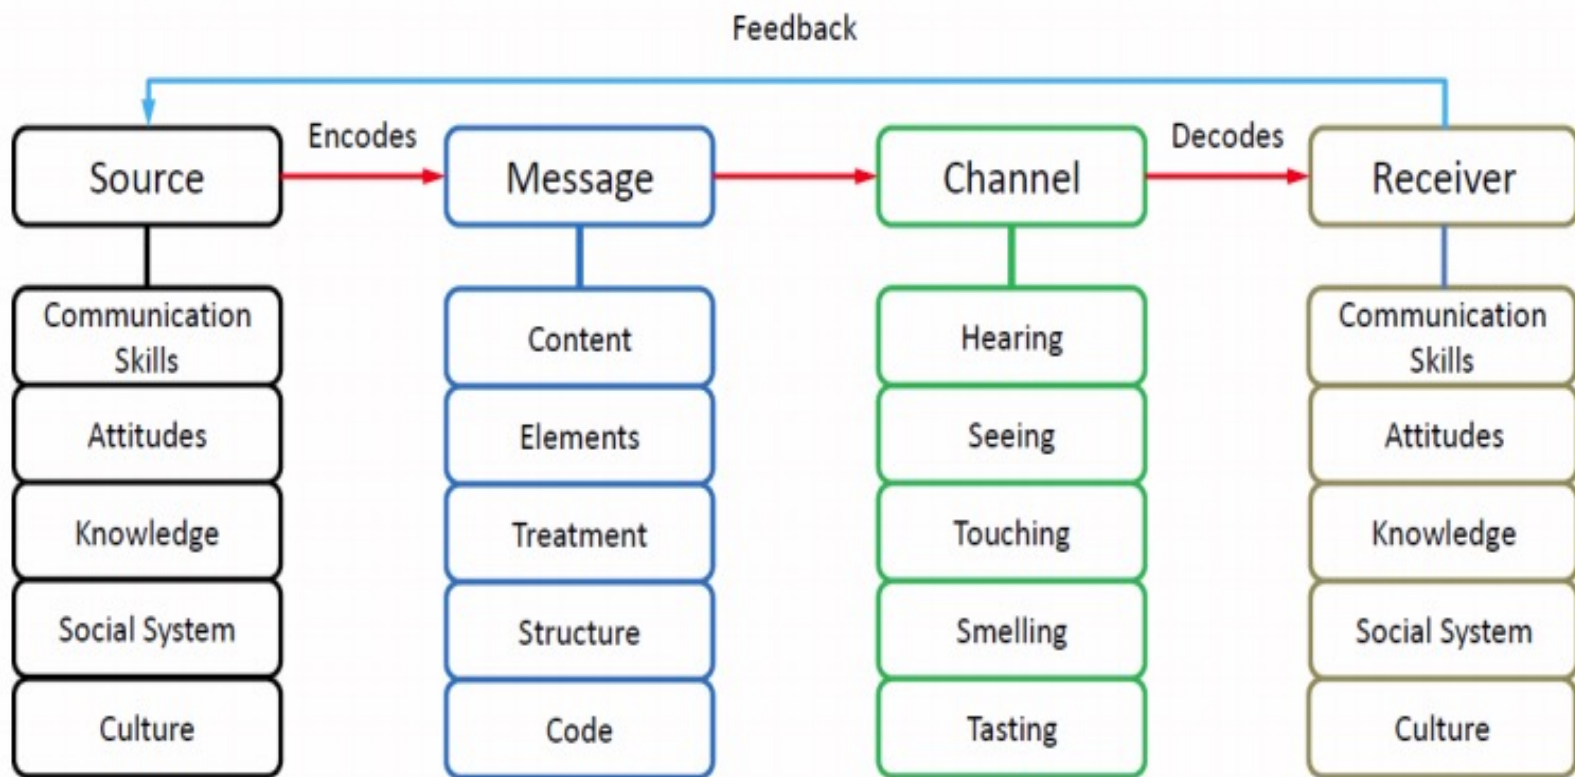 Feedback
Encodes
Decodes
Source
Message
Channel
Receiver
Communication
Skills
Attitudes
Knowledge
Social System
Culture
Content
Elements
Treatment
Structure
Code
Hearing
Seeing
Touching
Smelling
Tasting
Communication
Skills
Attitudes
Knowledge
Social System
Culture